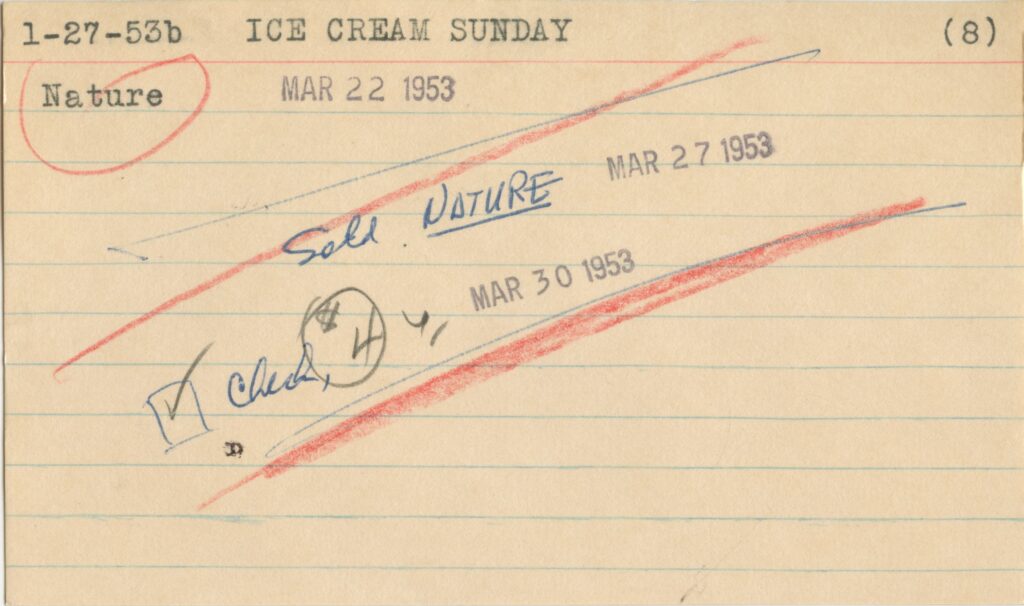 1-27-53b ICE CREAM SUNDAY (8)
Nature MAR 22 1953
MAR 27 1953
Sold NATURE
MAR 30 1953
Check, $4
D